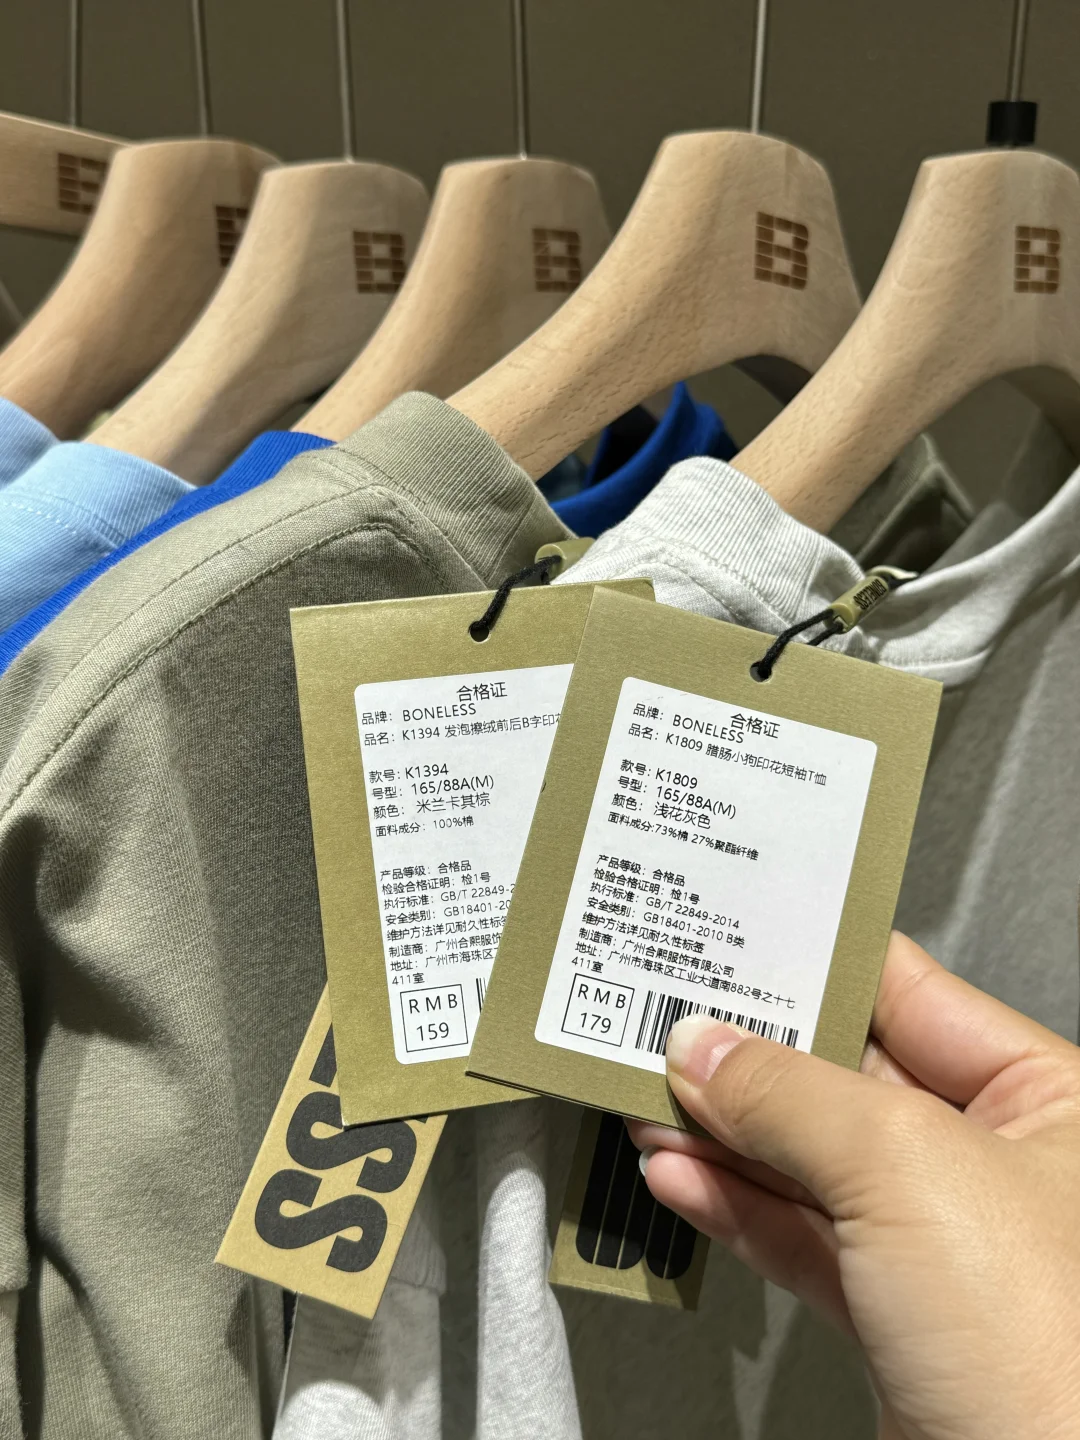 B
B
B
B
B
BONELESS
合格证
品牌：BONELESS
品名：K1394 发泡擦绒前后B字印花
款号：K1394
号型：165/88A(M)
颜色：米兰卡其棕
面料成分：100%棉
产品等级：合格品
检验合格证明：检1号
执行标准：GB/T 22849-2
安全类别：GB18401-20
维护方法详见耐久性标签
制造商：广州合熙服饰
地址：广州市海珠区工
411室
RMB
159
合格证
品牌：BONELESS
品名：K1809 腊肠小狗印花短袖T恤
款号：K1809
号型：165/88A(M)
颜色：浅花灰色
面料成分:73%棉 27%聚酯纤维
产品等级：合格品
检验合格证明：检1号
执行标准：GB/T 22849-2014
安全类别：GB18401-2010 B类
维护方法详见耐久性标签
制造商：广州合熙服饰有限公司
地址：广州市海珠区工业大道南882号之十七
411室
RMB
179
SS